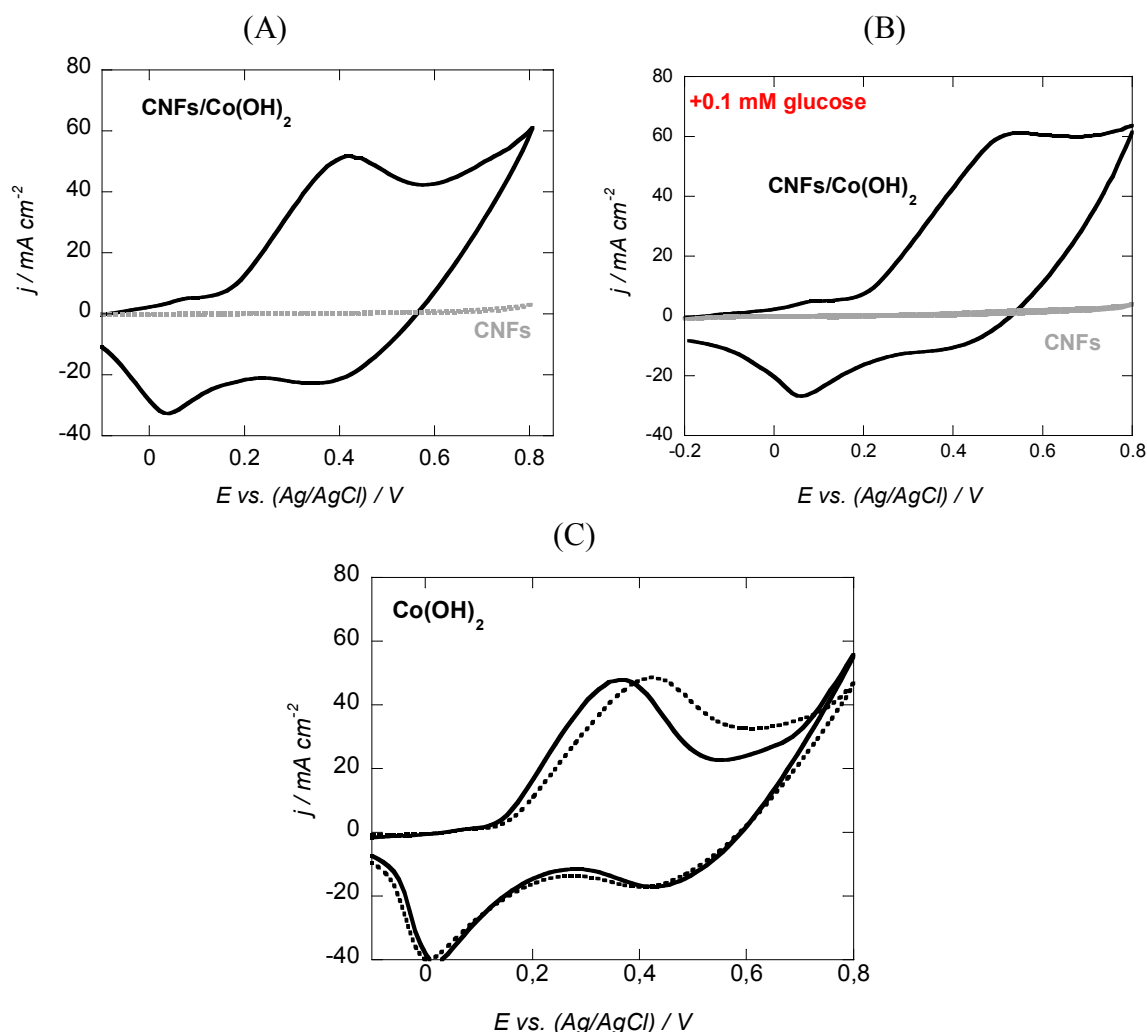 (A)
80
60
40
20
0
-20
-40
0
0.2
0.4
0.6
0.8
CNFs/Co(OH)2
CNFs
j / mA cm-2
E vs. (Ag/AgCl) / V
(B)
80
60
40
20
0
-20
-40
-0.2
0
0.2
0.4
0.6
0.8
+0.1 mM glucose
CNFs/Co(OH)2
CNFs
j / mA cm-2
E vs. (Ag/AgCl) / V
(C)
80
60
40
20
0
-20
-40
0
0,2
0,4
0,6
0,8
Co(OH)2
j / mA cm-2
E vs. (Ag/AgCl) / V